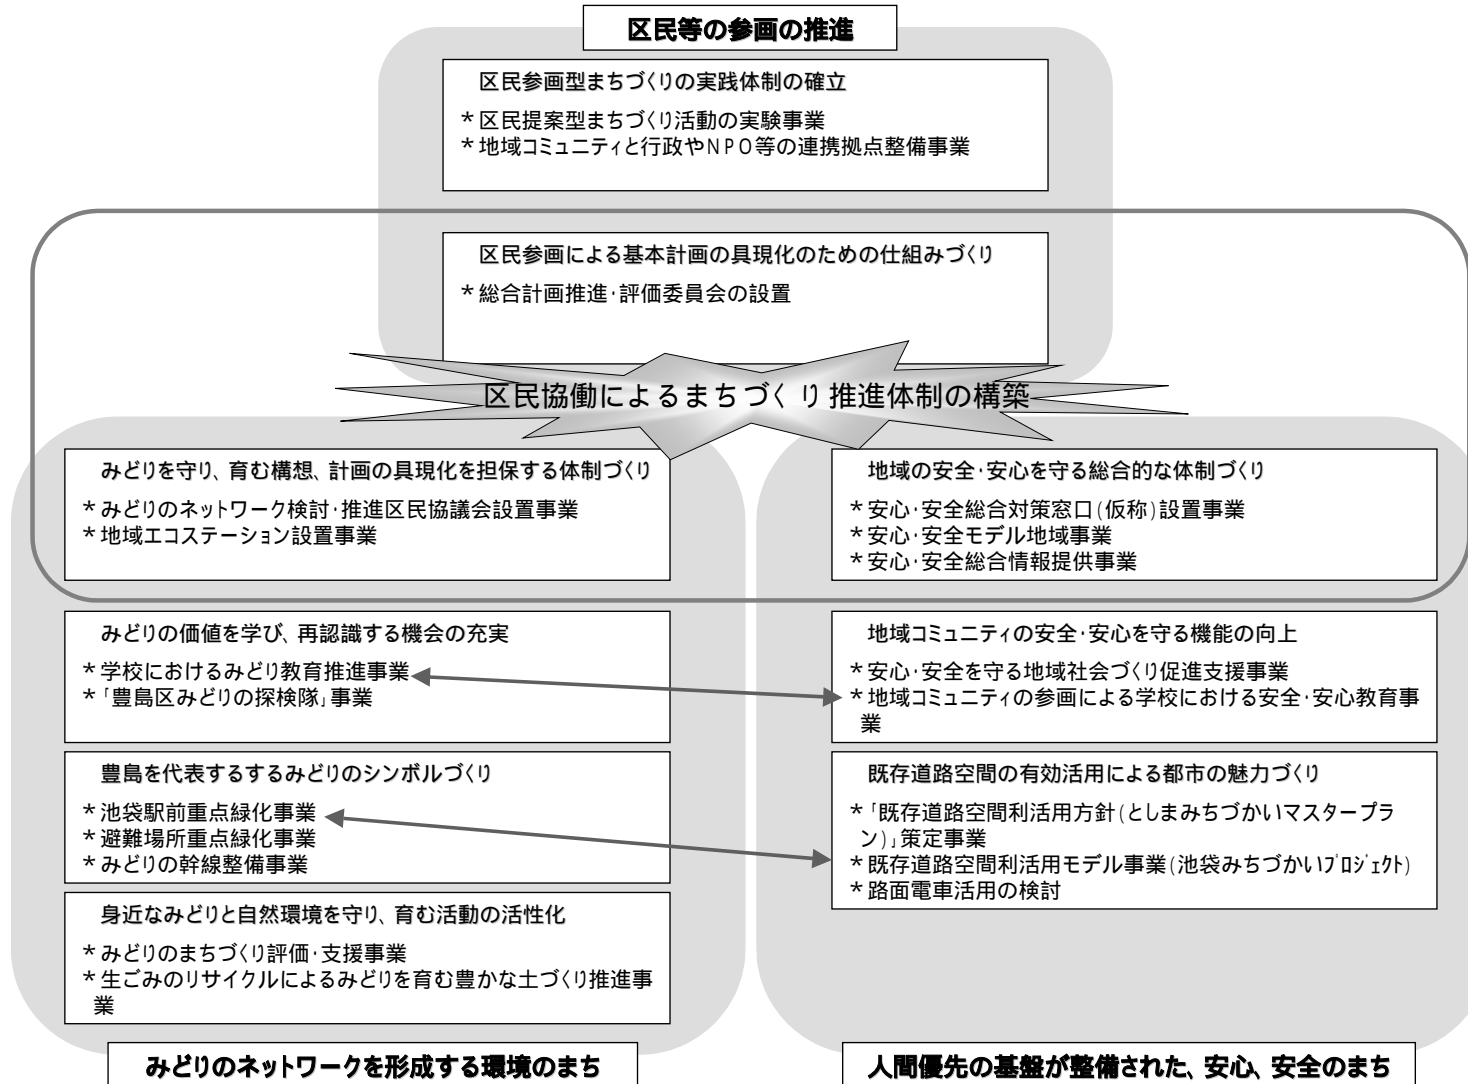 区民等の参画の推進
区民参画型まちづくりの実践体制の確立
*区民提案型まちづくり活動の実験事業
*地域コミュニティと行政やNPO等の連携拠点整備事業
区民参画による基本計画の具現化のための仕組みづくり
*総合計画推進・評価委員会の設置
区民協働によるまちづくり推進体制の構築
みどりを守り、育む構想、計画の具現化を担保する体制づくり
*みどりのネットワーク検討・推進区民協議会設置事業
*地域エコステーション設置事業
地域の安全・安心を守る総合的な体制づくり
*安心・安全総合対策窓口(仮称)設置事業
*安心・安全モデル地域事業
*安心・安全総合情報提供事業
みどりの価値を学び、再認識する機会の充実
*学校におけるみどり教育推進事業
*「豊島区みどりの探検隊」事業
地域コミュニティの安全・安心を守る機能の向上
*安心・安全を守る地域社会づくり促進支援事業
*地域コミュニティの参画による学校における安全・安心教育事
業
豊島を代表するするみどりのシンボルづくり
*池袋駅前重点緑化事業
*避難場所重点緑化事業
*みどりの幹線整備事業
既存道路空間の有効活用による都市の魅力づくり
*「既存道路空間利活用方針(としまみちづかいマスタープラ
ン)」策定事業
*既存道路空間利活用モデル事業(池袋みちづかいプロジェクト)
*路面電車活用の検討
身近なみどりと自然環境を守り、育む活動の活性化
*みどりのまちづくり評価・支援事業
*生ごみのリサイクルによるみどりを育む豊かな土づくり推進事
業
みどりのネットワークを形成する環境のまち
人間優先の基盤が整備された、安心、安全のまち